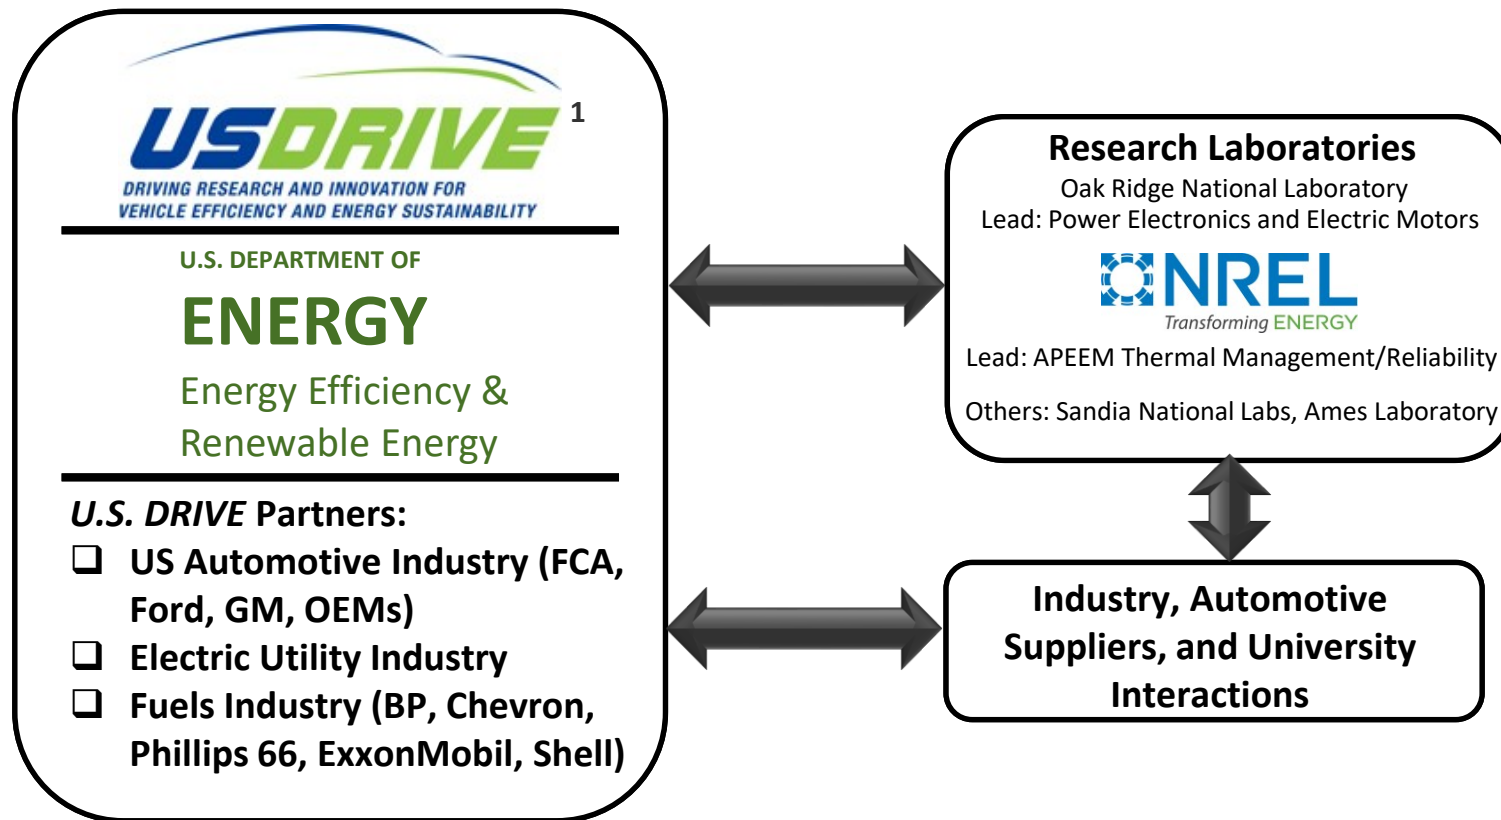 USDRIVE 1
DRIVING RESEARCH AND INNOVATION FOR
VEHICLE EFFICIENCY AND ENERGY SUSTAINABILITY
U.S. DEPARTMENT OF
ENERGY
Energy Efficiency &
Renewable Energy
U.S. DRIVE Partners:
❑ US Automotive Industry (FCA,
Ford, GM, OEMs)
❑ Electric Utility Industry
❑ Fuels Industry (BP, Chevron,
Phillips 66, ExxonMobil, Shell)
Research Laboratories
Oak Ridge National Laboratory
Lead: Power Electronics and Electric Motors
NREL
Transforming ENERGY
Lead: APEEM Thermal Management/Reliability
Others: Sandia National Labs, Ames Laboratory
Industry, Automotive
Suppliers, and University
Interactions